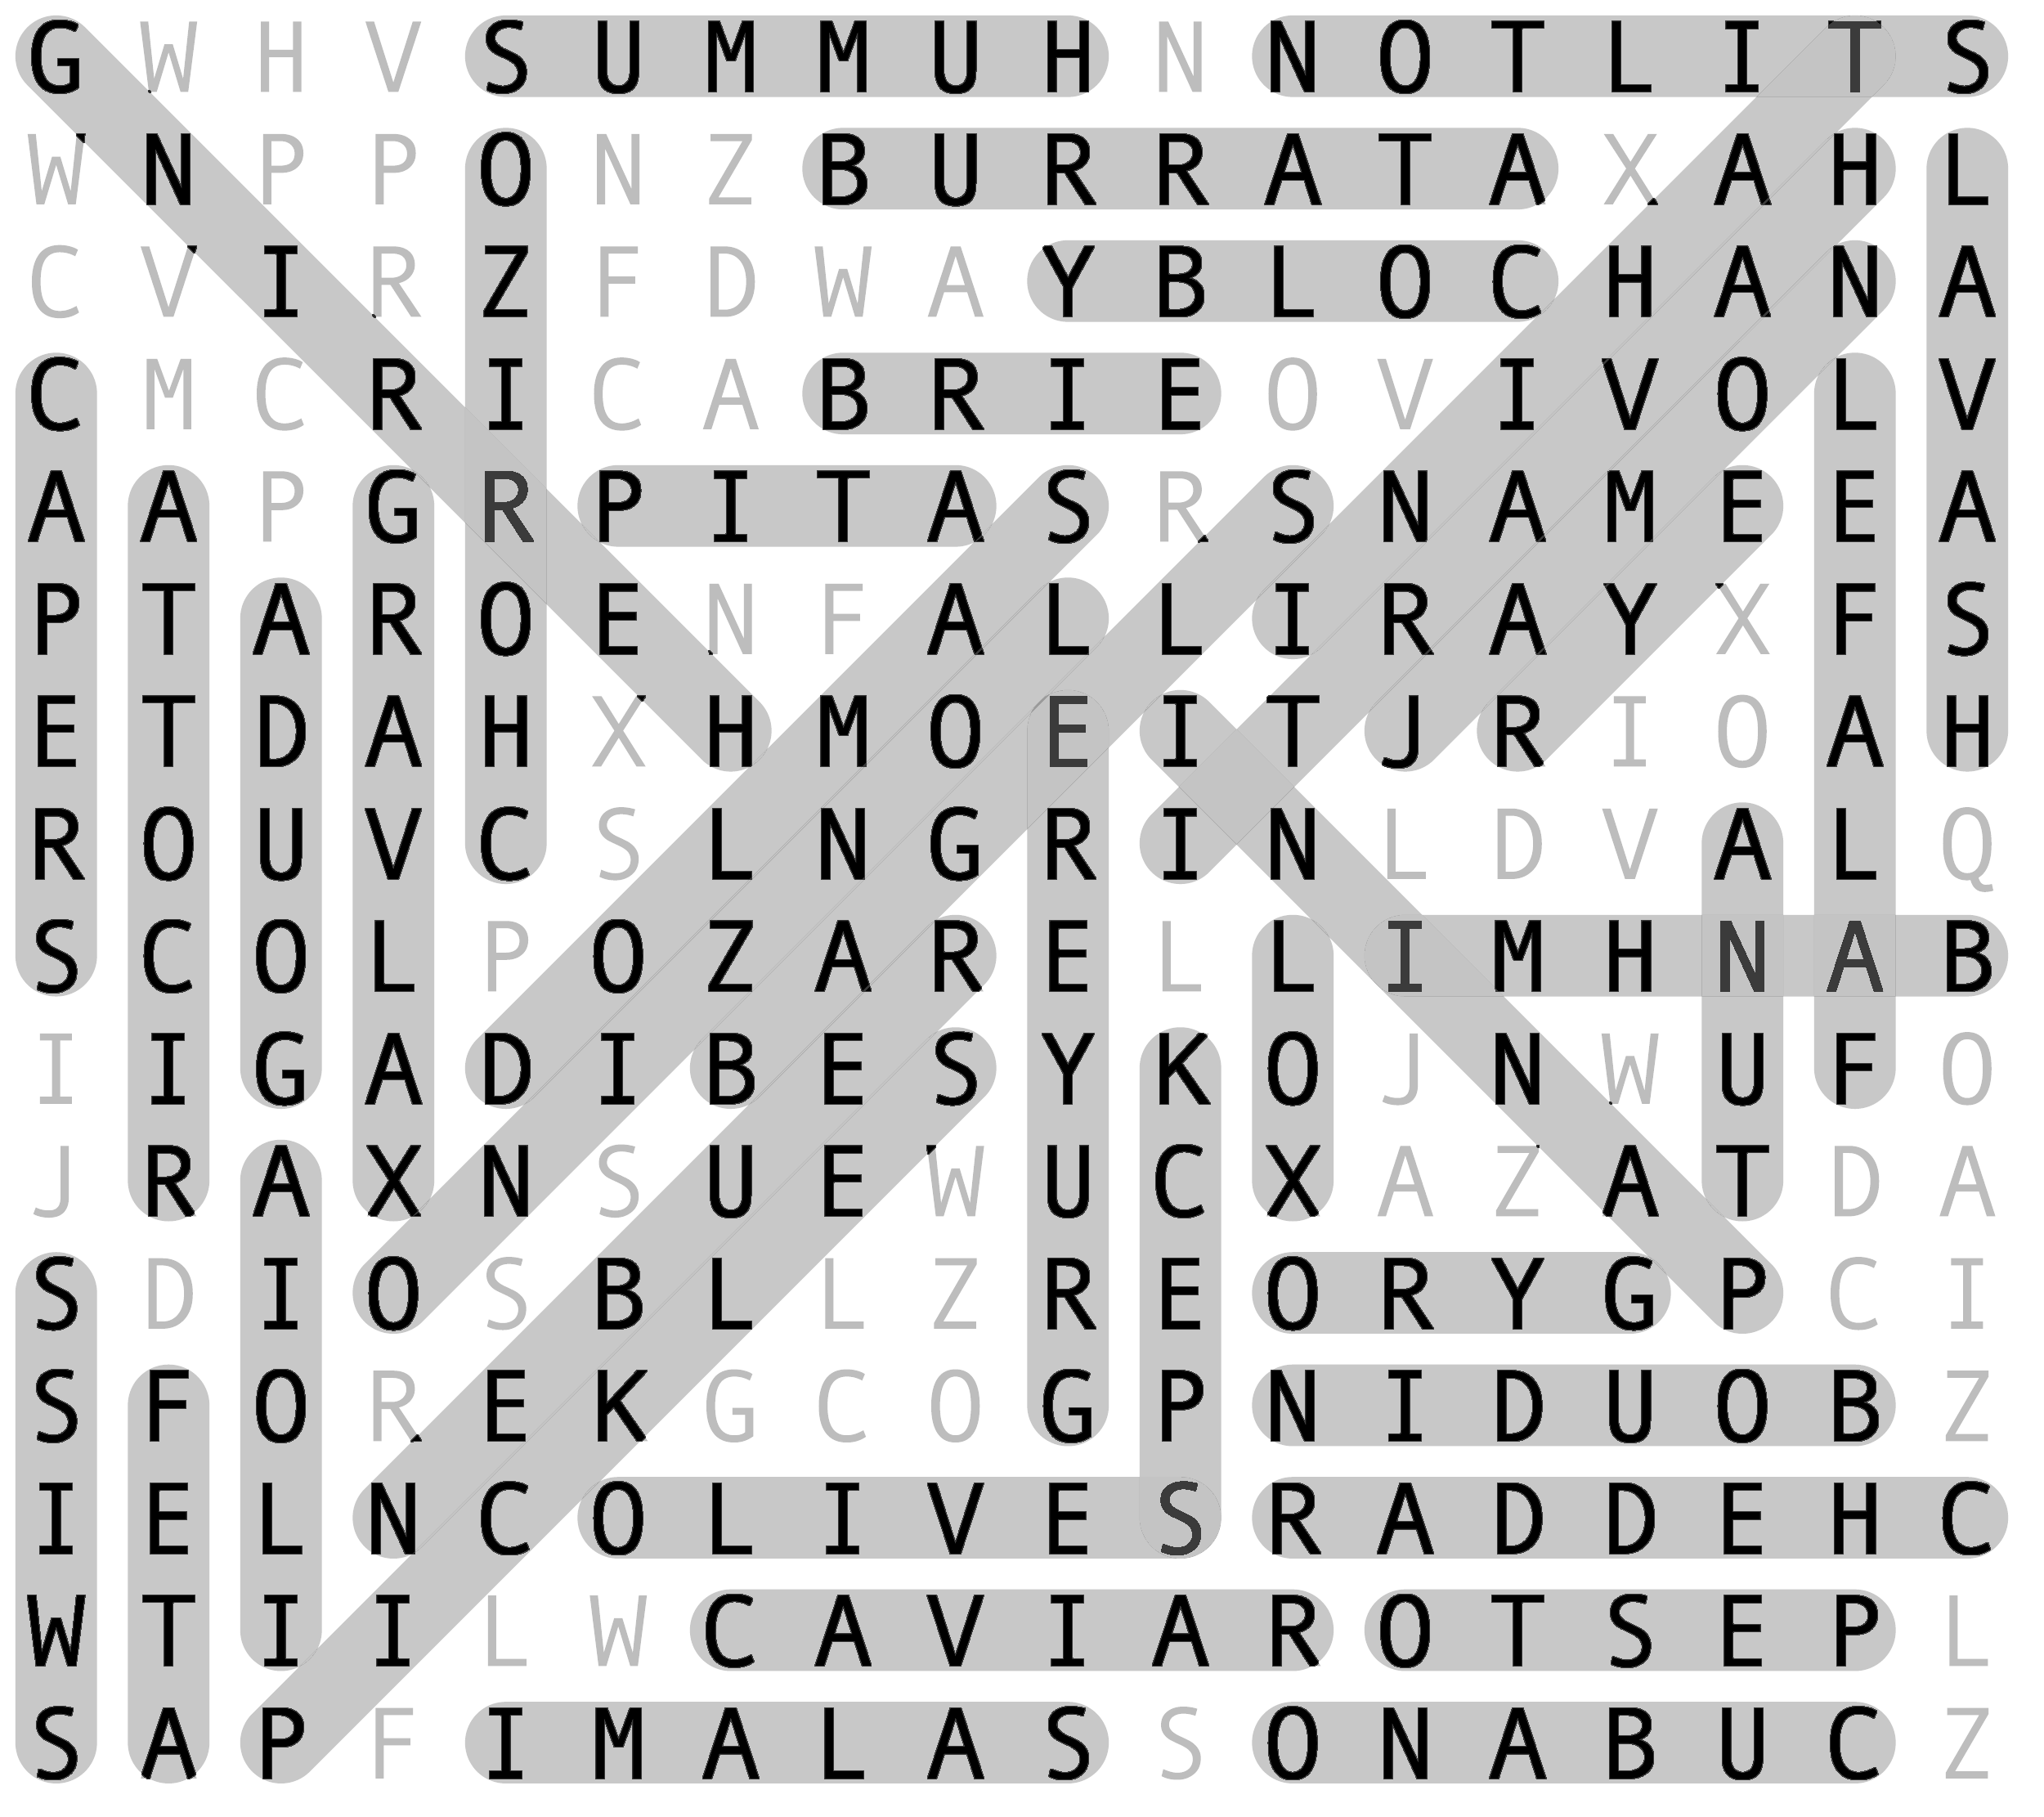 G W H V S U M M U H N N O T L I T S
W N P P O N Z B U R R A T A X A H L
C V I R Z F D W A Y B L O C H A N A
C M C R I C A B R I E O V I V O L V
A A P G R P I T A S R S N A M E E A
P T A R O E N F A L L I R A Y X F S
E T D A H X H M O E I T J R I O A H
R O U V C S L N G R I N L D V A L Q
S C O L P O Z A R E L L I M H N A B
I I G A D I B E S Y K O J N W U F O
J R A X N S U E W U C X A Z A T D A
S D I O S B L L Z R E O R Y G P C I
S F O R E K G C O G P N I D U O B Z
I E L N C O L I V E S R A D D E H C
W T I I L W C A V I A R O T S E P L
S A P F I M A L A S S O N A B U C Z